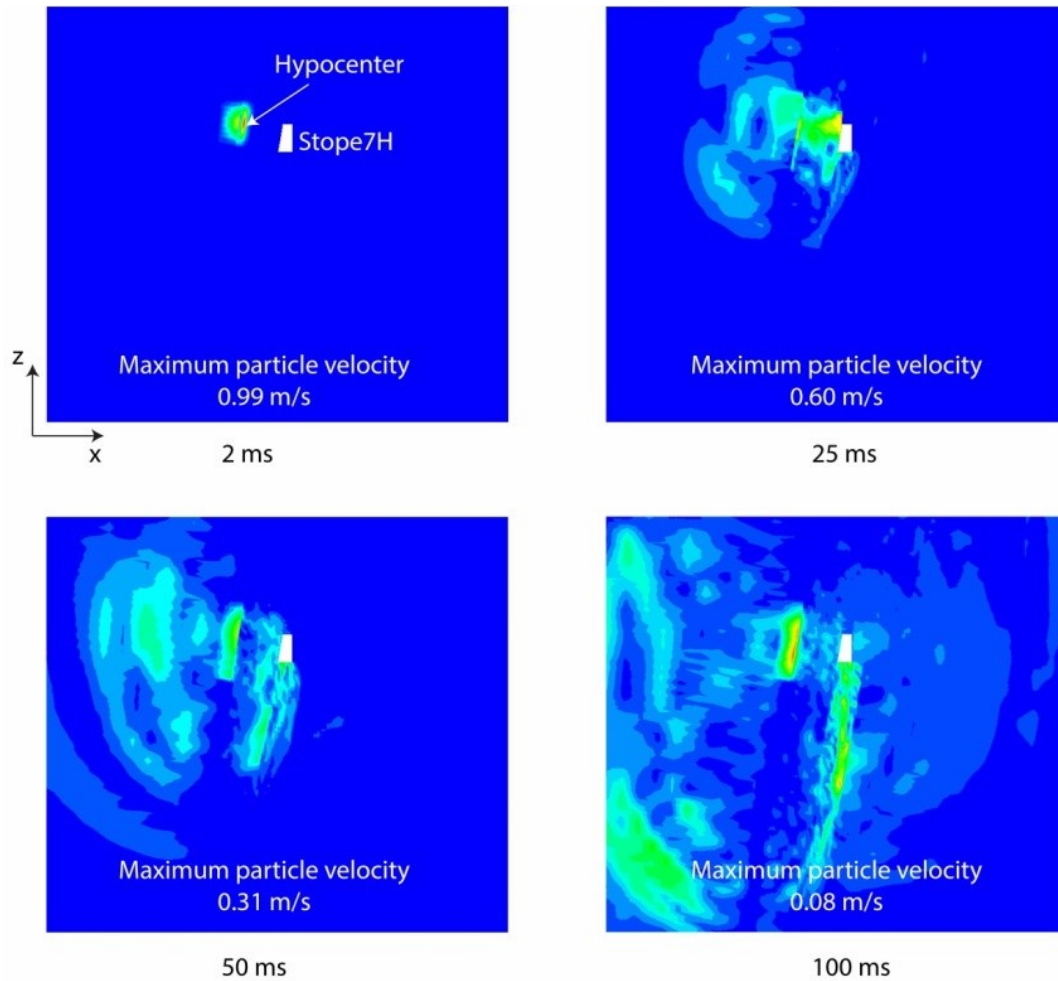 Hypocenter
Stope7H
Maximum particle velocity
0.99 m/s
z
x
2 ms
Maximum particle velocity
0.60 m/s
25 ms
Maximum particle velocity
0.31 m/s
50 ms
Maximum particle velocity
0.08 m/s
100 ms